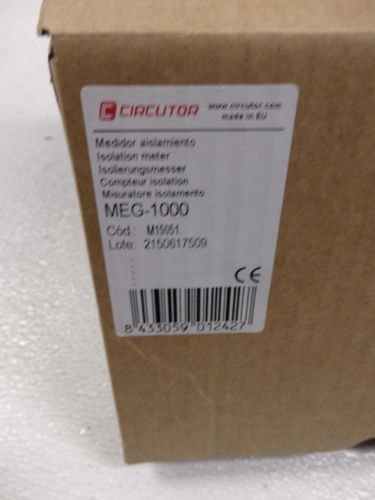 CIRCUTOR
www.circutor.com
made in EU
Medidor aislamiento
Isolation meter
Isolierungsmesser
Compteur isolation
Misuratore isolamento
MEG-1000
Cód.: M15051
Lote: 2150617509
CE
8 433059 012427